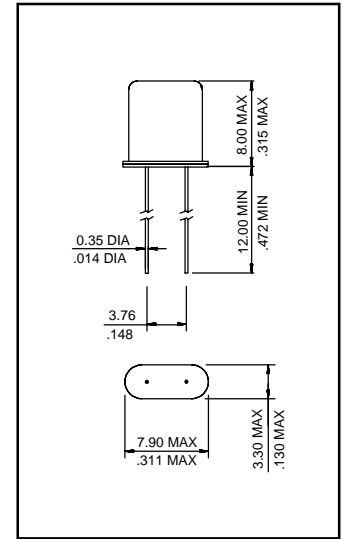 8.00 MAX
.315 MAX
12.00 MIN
.472 MIN
0.35 DIA
.014 DIA
3.76
.148
7.90 MAX
.311 MAX
3.30 MAX
.130 MAX